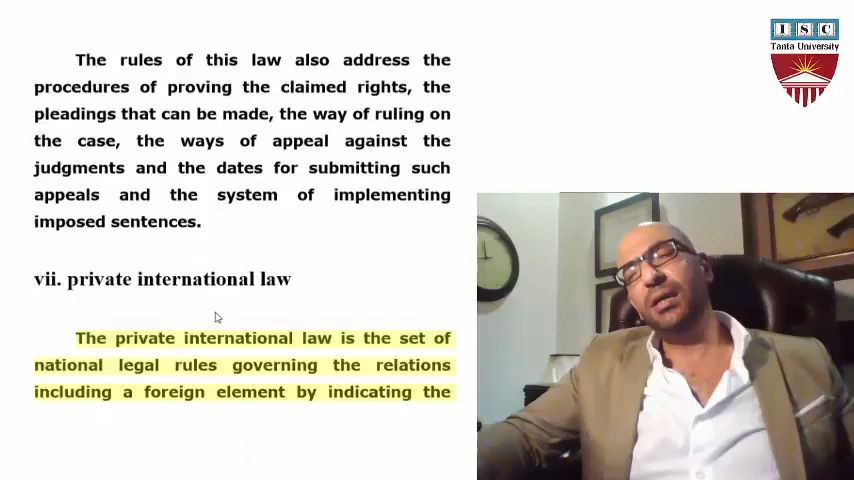 The rules of this law also address the
procedures of proving the claimed rights, the
pleadings that can be made, the way of ruling on
the case, the ways of appeal against the
judgments and the dates for submitting such
appeals and the system of implementing
imposed sentences.
vii. private international law
The private international law is the set of
national legal rules governing the relations
including a foreign element by indicating the
I S C
Tanta University